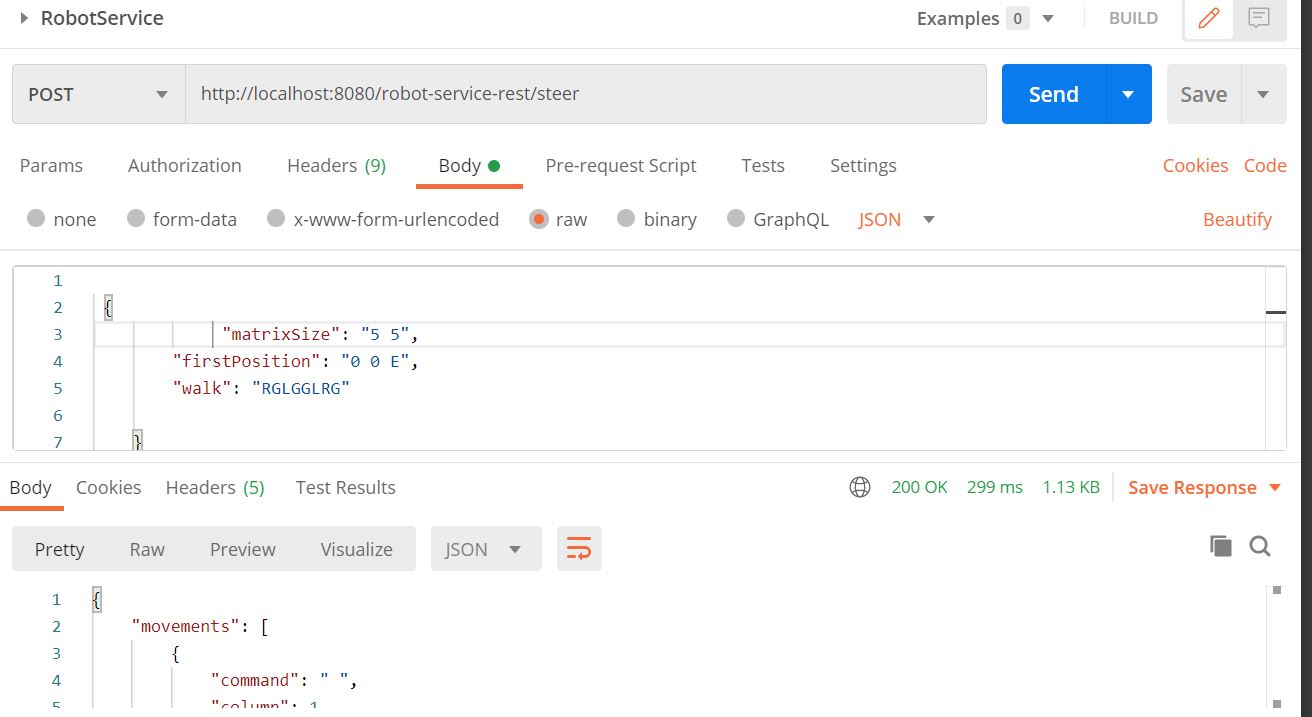 RobotService Examples 0 BUILD
POST http://localhost:8080/robot-service-rest/steer Send Save
Params Authorization Headers (9) Body Pre-request Script Tests Settings Cookies Code
none form-data x-www-form-urlencoded raw binary GraphQL JSON Beautify
1
2 {
3 "matrixSize": "5 5",
4 "firstPosition": "0 0 E",
5 "walk": "RGLGGLRG"
6
7 }
Body Cookies Headers (5) Test Results 200 OK 299 ms 1.13 KB Save Response
Pretty Raw Preview Visualize JSON
1 {
2 "movements": [
3 {
4 "command": " ",
5 "column": 1